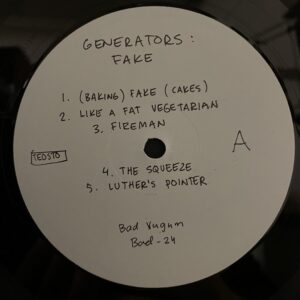 GENERATORS:
FAKE
1. (BAKING) FAKE (CAKES)
2. LIKE A FAT VEGETARIAN
3. FIREMAN
TEOSTO
A
4. THE SQUEEZE
5. LUTHER'S POINTER
Bad Vugum
Bad-24